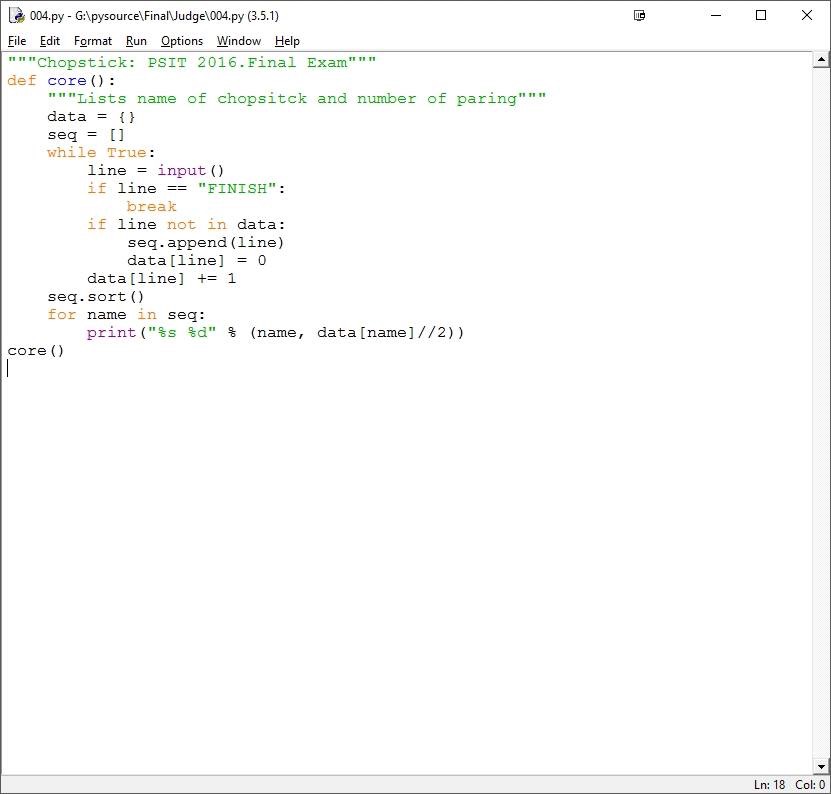 004.py - G:\pysource\Final\Judge\004.py (3.5.1)
File Edit Format Run Options Window Help
"""Chopstick: PSIT 2016.Final Exam"""
def core():
    """Lists name of chopsitck and number of paring"""
    data = {}
    seq = []
    while True:
        line = input()
        if line == "FINISH":
            break
        if line not in data:
            seq.append(line)
            data[line] = 0
        data[line] += 1
    seq.sort()
    for name in seq:
        print("%s %d" % (name, data[name]//2))
core()
Ln: 18 Col: 0